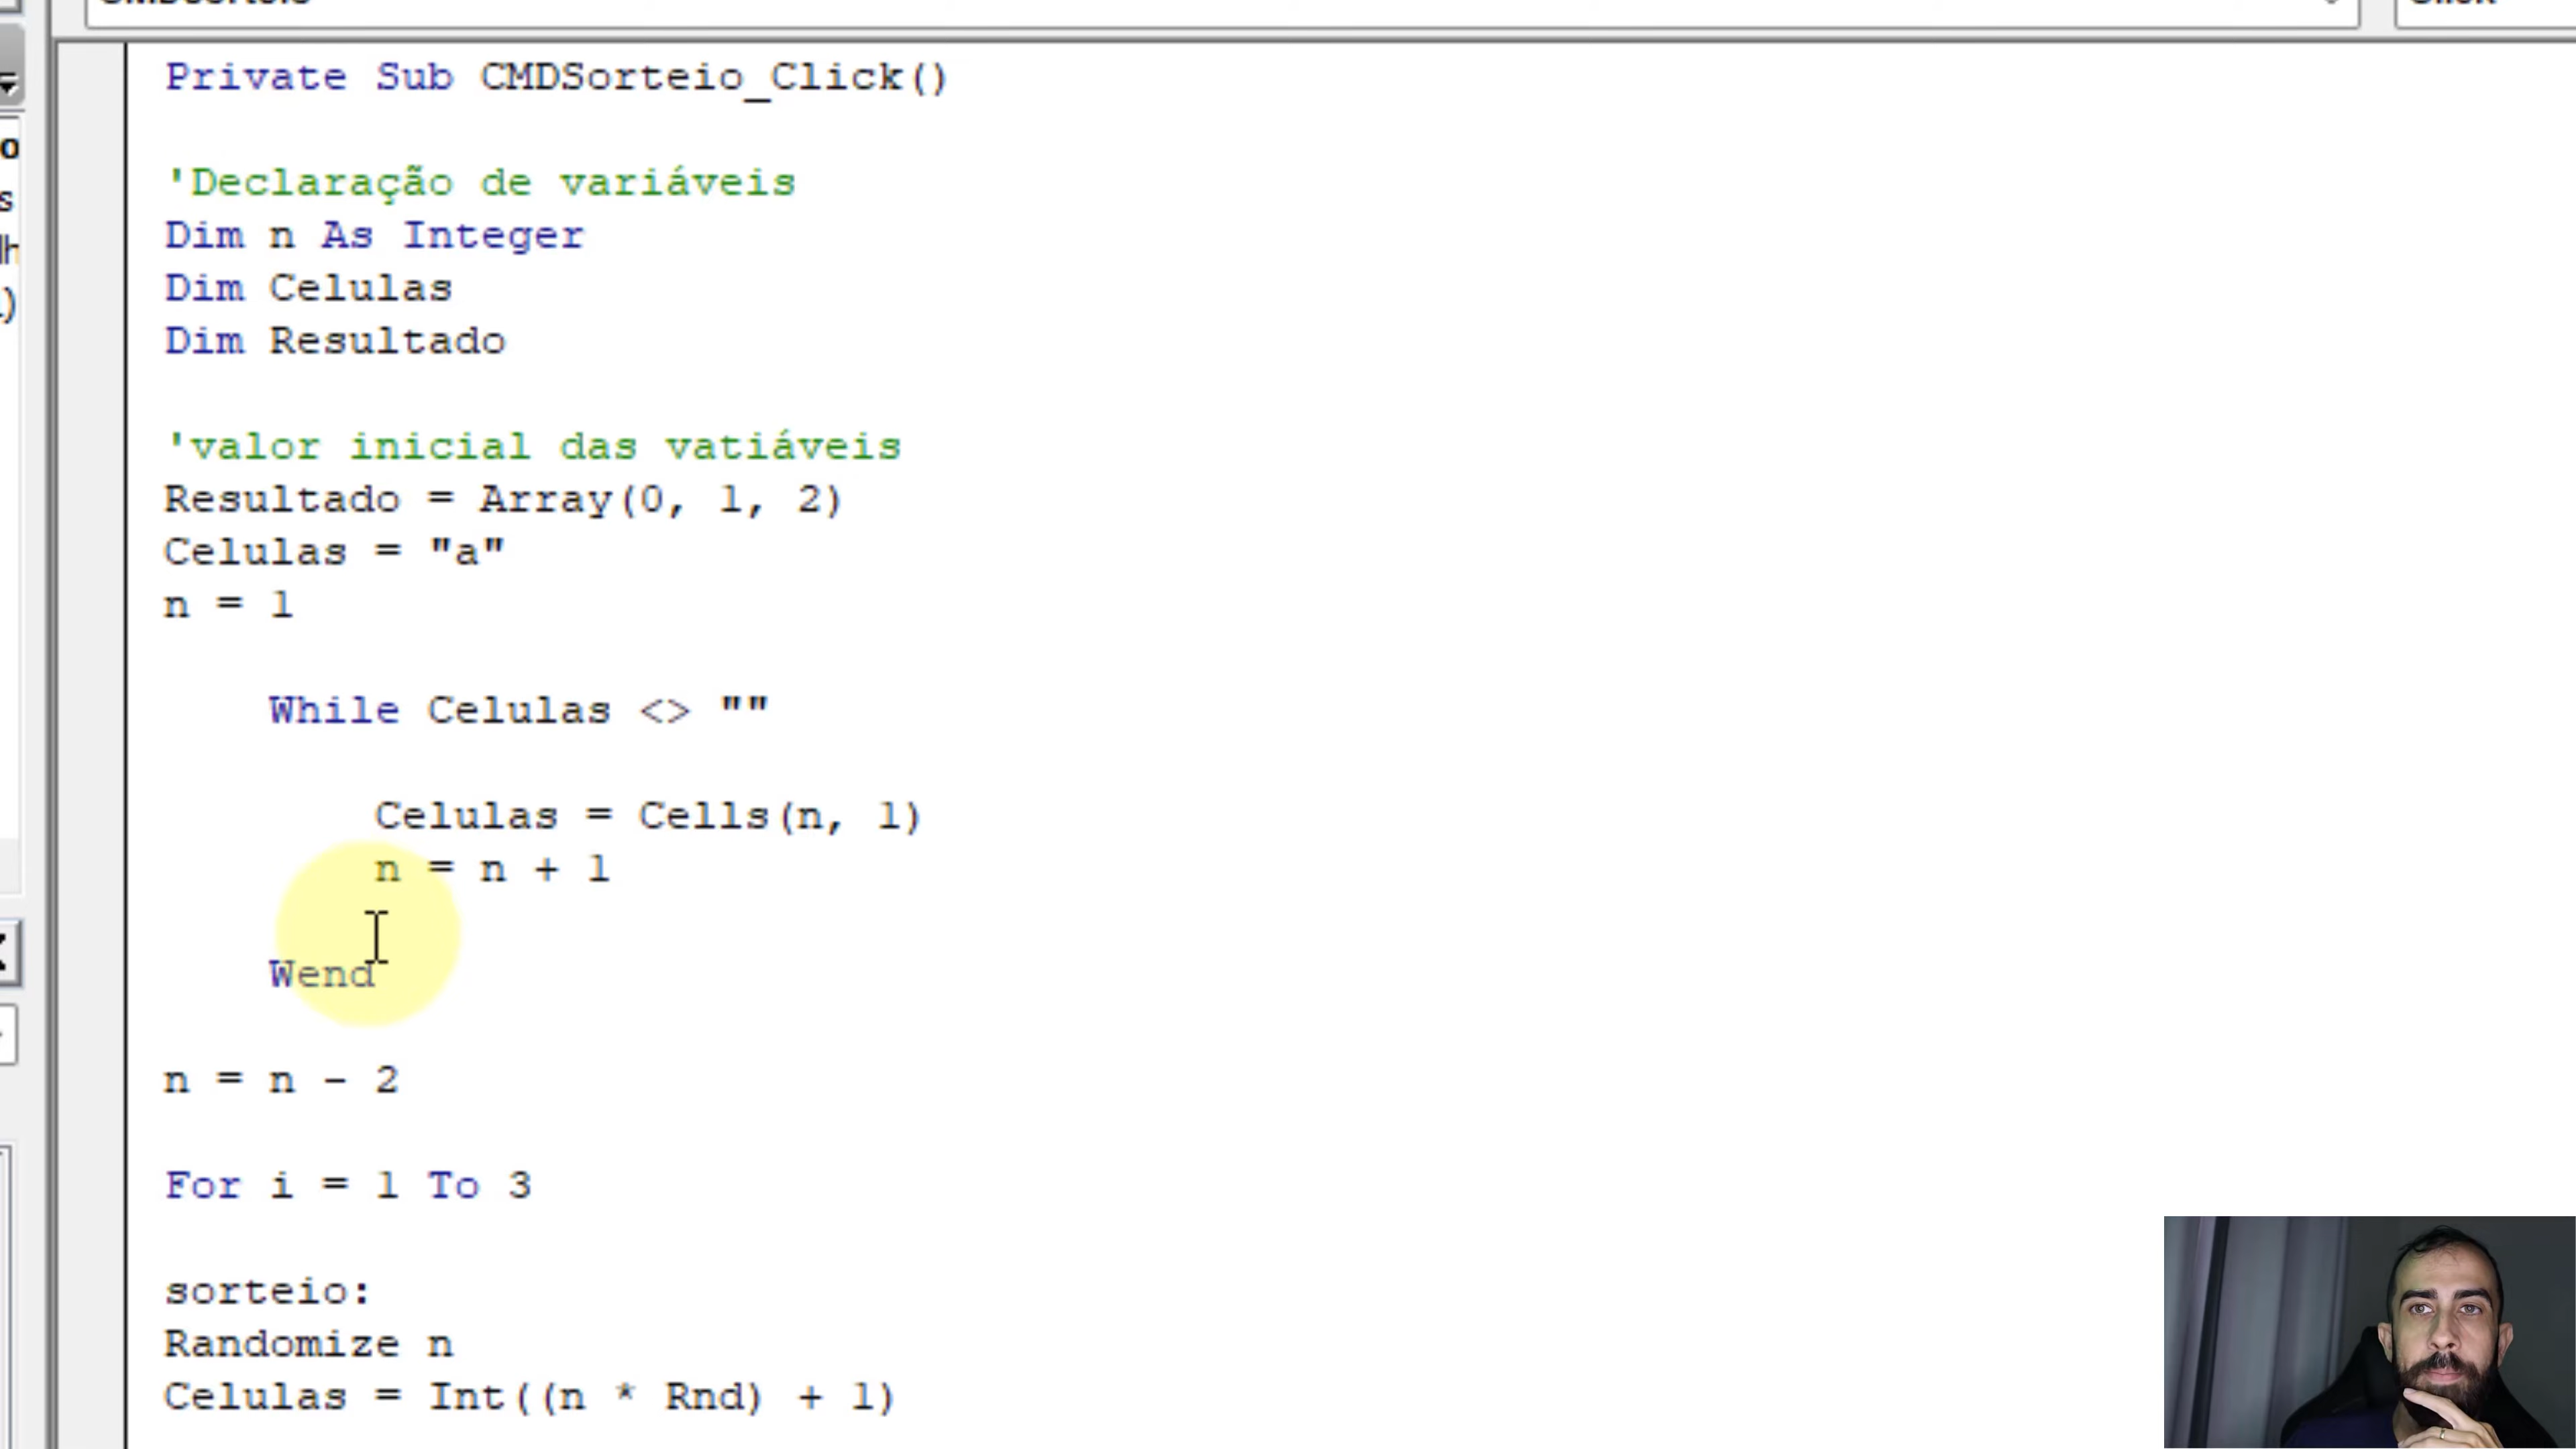 Private Sub CMDSorteio_Click()
'Declaração de variáveis
Dim n As Integer
Dim Celulas
Dim Resultado
'valor inicial das vatiáveis
Resultado = Array(0, 1, 2)
Celulas = "a"
n = 1
While Celulas <> ""
Celulas = Cells(n, 1)
n = n + 1
Wend
n = n - 2
For i = 1 To 3
sorteio:
Randomize n
Celulas = Int((n * Rnd) + 1)